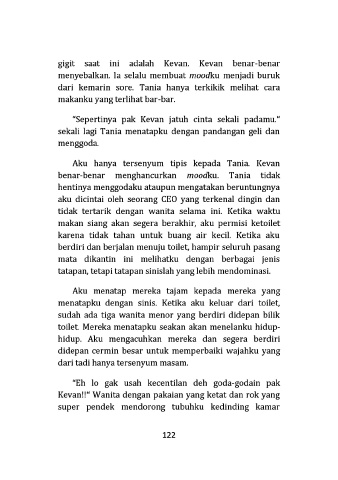 gigit saat ini adalah Kevan. Kevan benar-benar
menyebalkan. Ia selalu membuat moodku menjadi buruk
dari kemarin sore. Tania hanya terkikik melihat cara
makanku yang terlihat bar-bar.
"Sepertinya pak Kevan jatuh cinta sekali padamu."
sekali lagi Tania menatapku dengan pandangan geli dan
menggoda.
Aku hanya tersenyum tipis kepada Tania. Kevan
benar-benar menghancurkan moodku. Tania tidak
hentinya menggodaku ataupun mengatakan beruntungnya
aku dicintai oleh seorang CEO yang terkenal dingin dan
tidak tertarik dengan wanita selama ini. Ketika waktu
makan siang akan segera berakhir, aku permisi ketoilet
karena tidak tahan untuk buang air kecil. Ketika aku
berdiri dan berjalan menuju toilet, hampir seluruh pasang
mata dikantin ini melihatku dengan berbagai jenis
tatapan, tetapi tatapan sinislah yang lebih mendominasi.
Aku menatap mereka tajam kepada mereka yang
menatapku dengan sinis. Ketika aku keluar dari toilet,
sudah ada tiga wanita menor yang berdiri didepan bilik
toilet. Mereka menatapku seakan akan menelanku hidup-
hidup. Aku mengacuhkan mereka dan segera berdiri
didepan cermin besar untuk memperbaiki wajahku yang
dari tadi hanya tersenyum masam.
"Eh lo gak usah kecentilan deh goda-godain pak
Kevan!!" Wanita dengan pakaian yang ketat dan rok yang
super pendek mendorong tubuhku kedinding kamar
122